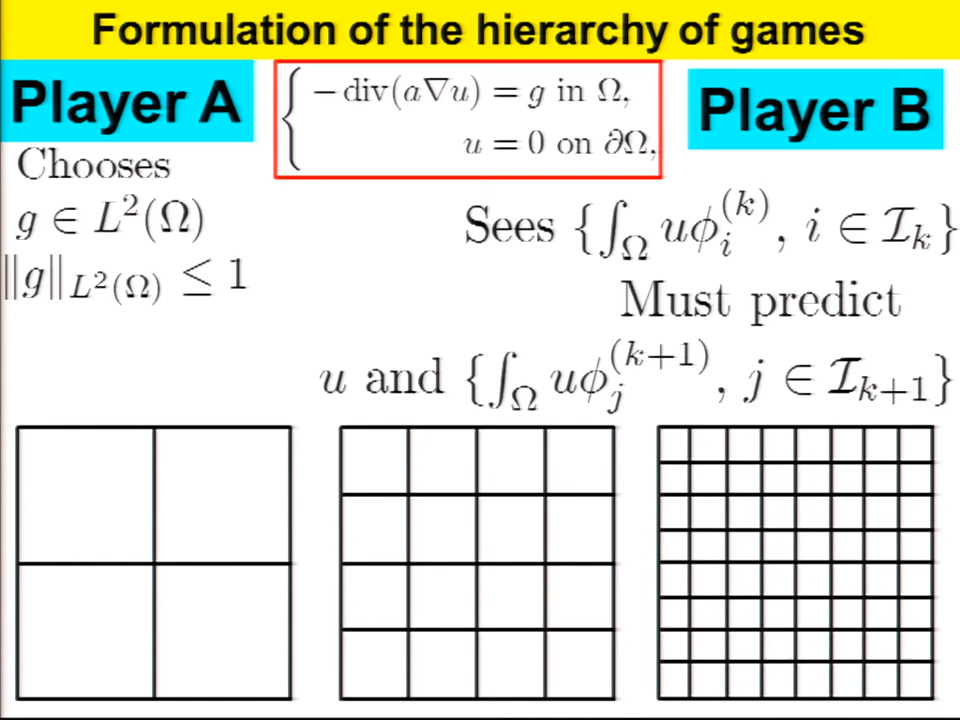 Formulation of the hierarchy of games
Player A
Chooses
g ∈ L²(Ω)
‖g‖_{L²(Ω)} ≤ 1
{ −div(a∇u) = g in Ω,
u = 0 on ∂Ω,
Player B
Sees {∫_Ω uϕ_i^{(k)}, i ∈ I_k}
Must predict
u and {∫_Ω uϕ_j^{(k+1)}, j ∈ I_{k+1}}